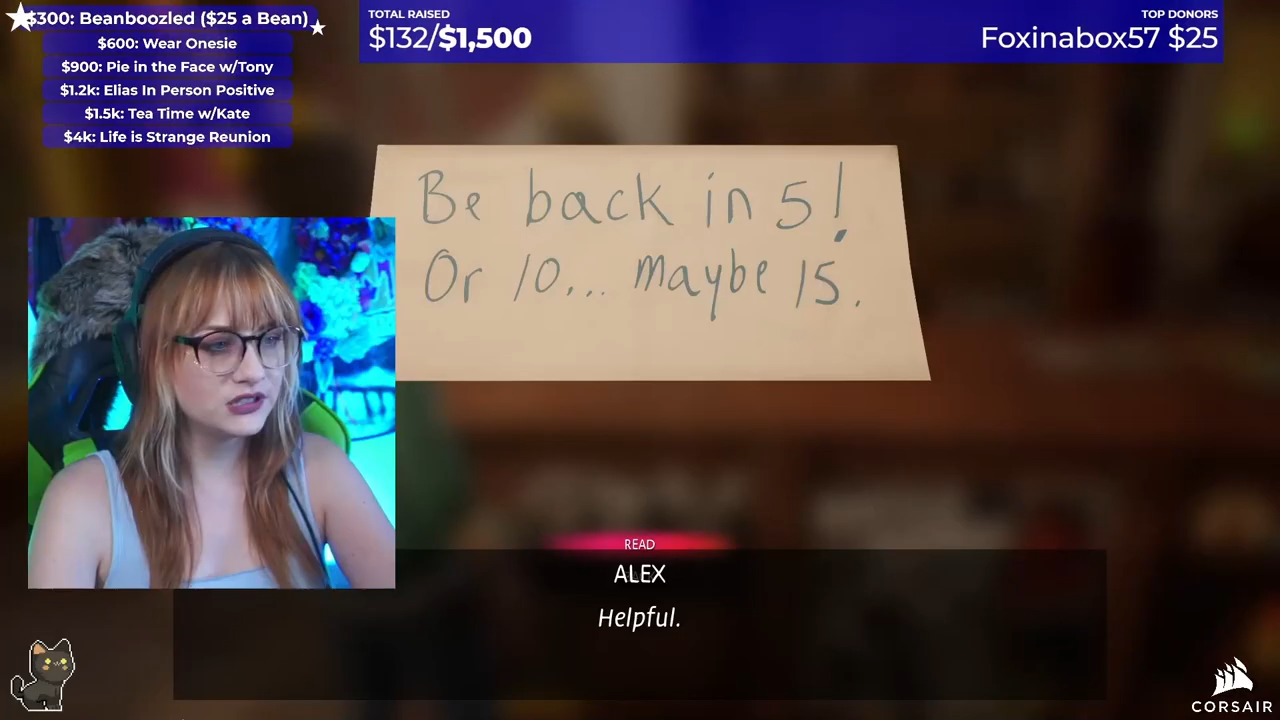 $300: Beanboozled ($25 a Bean)
$600: Wear Onesie
$900: Pie in the Face w/Tony
$1.2k: Elias In Person Positive
$1.5k: Tea Time w/Kate
$4k: Life is Strange Reunion
TOTAL RAISED
$132/$1,500
TOP DONORS
Foxinabox57 $25
Be back in 5!
Or 10... maybe 15.
READ
ALEX
Helpful.
CORSAIR